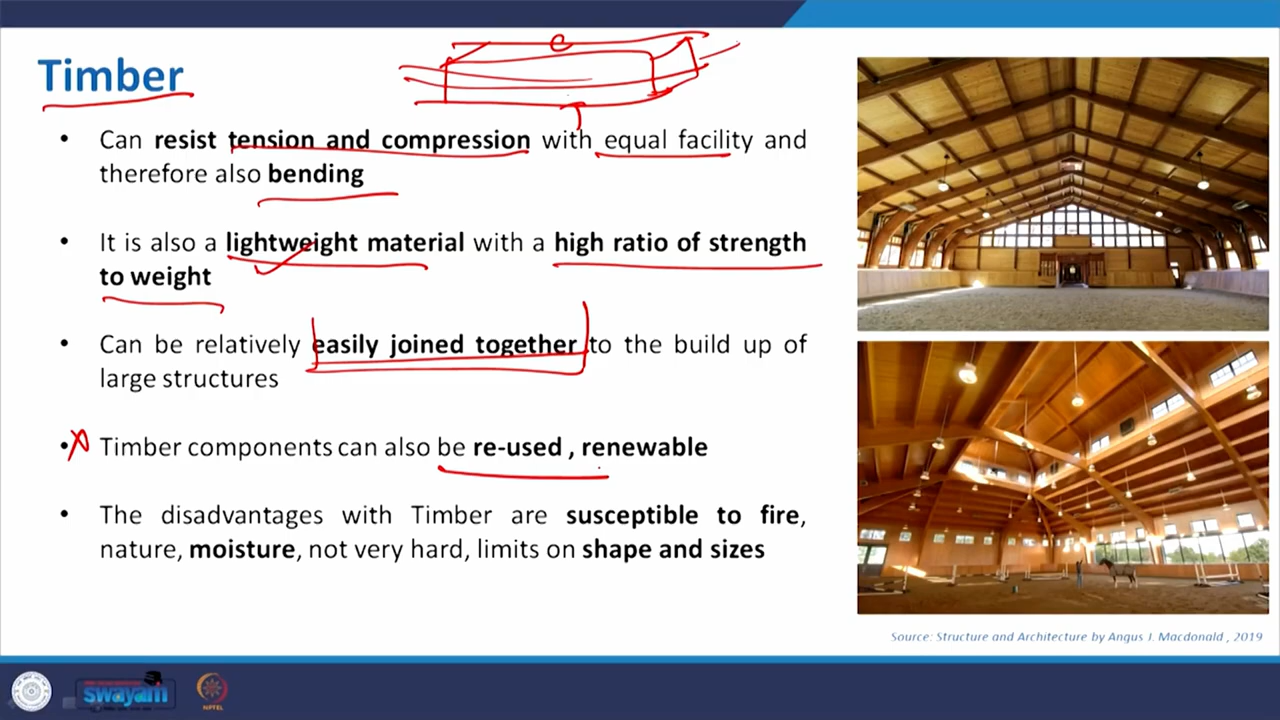 Timber
C
T
• Can resist tension and compression with equal facility and
therefore also bending
• It is also a lightweight material with a high ratio of strength
to weight
• Can be relatively easily joined together to the build up of
large structures
• Timber components can also be re-used , renewable
• The disadvantages with Timber are susceptible to fire,
nature, moisture, not very hard, limits on shape and sizes
Source: Structure and Architecture by Angus J. Macdonald , 2019
swayam
NPTEL